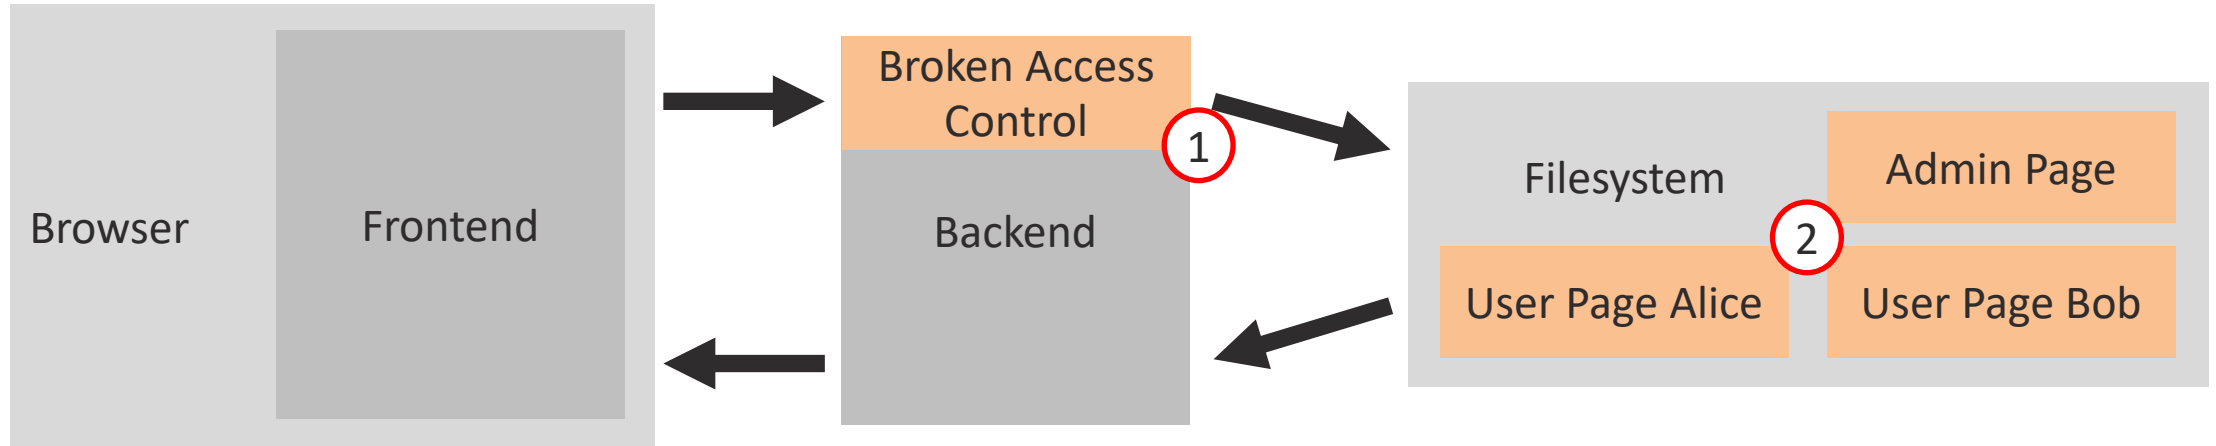 Browser
Frontend
Broken Access
Control
1
Backend
Filesystem
Admin Page
2
User Page Alice
User Page Bob